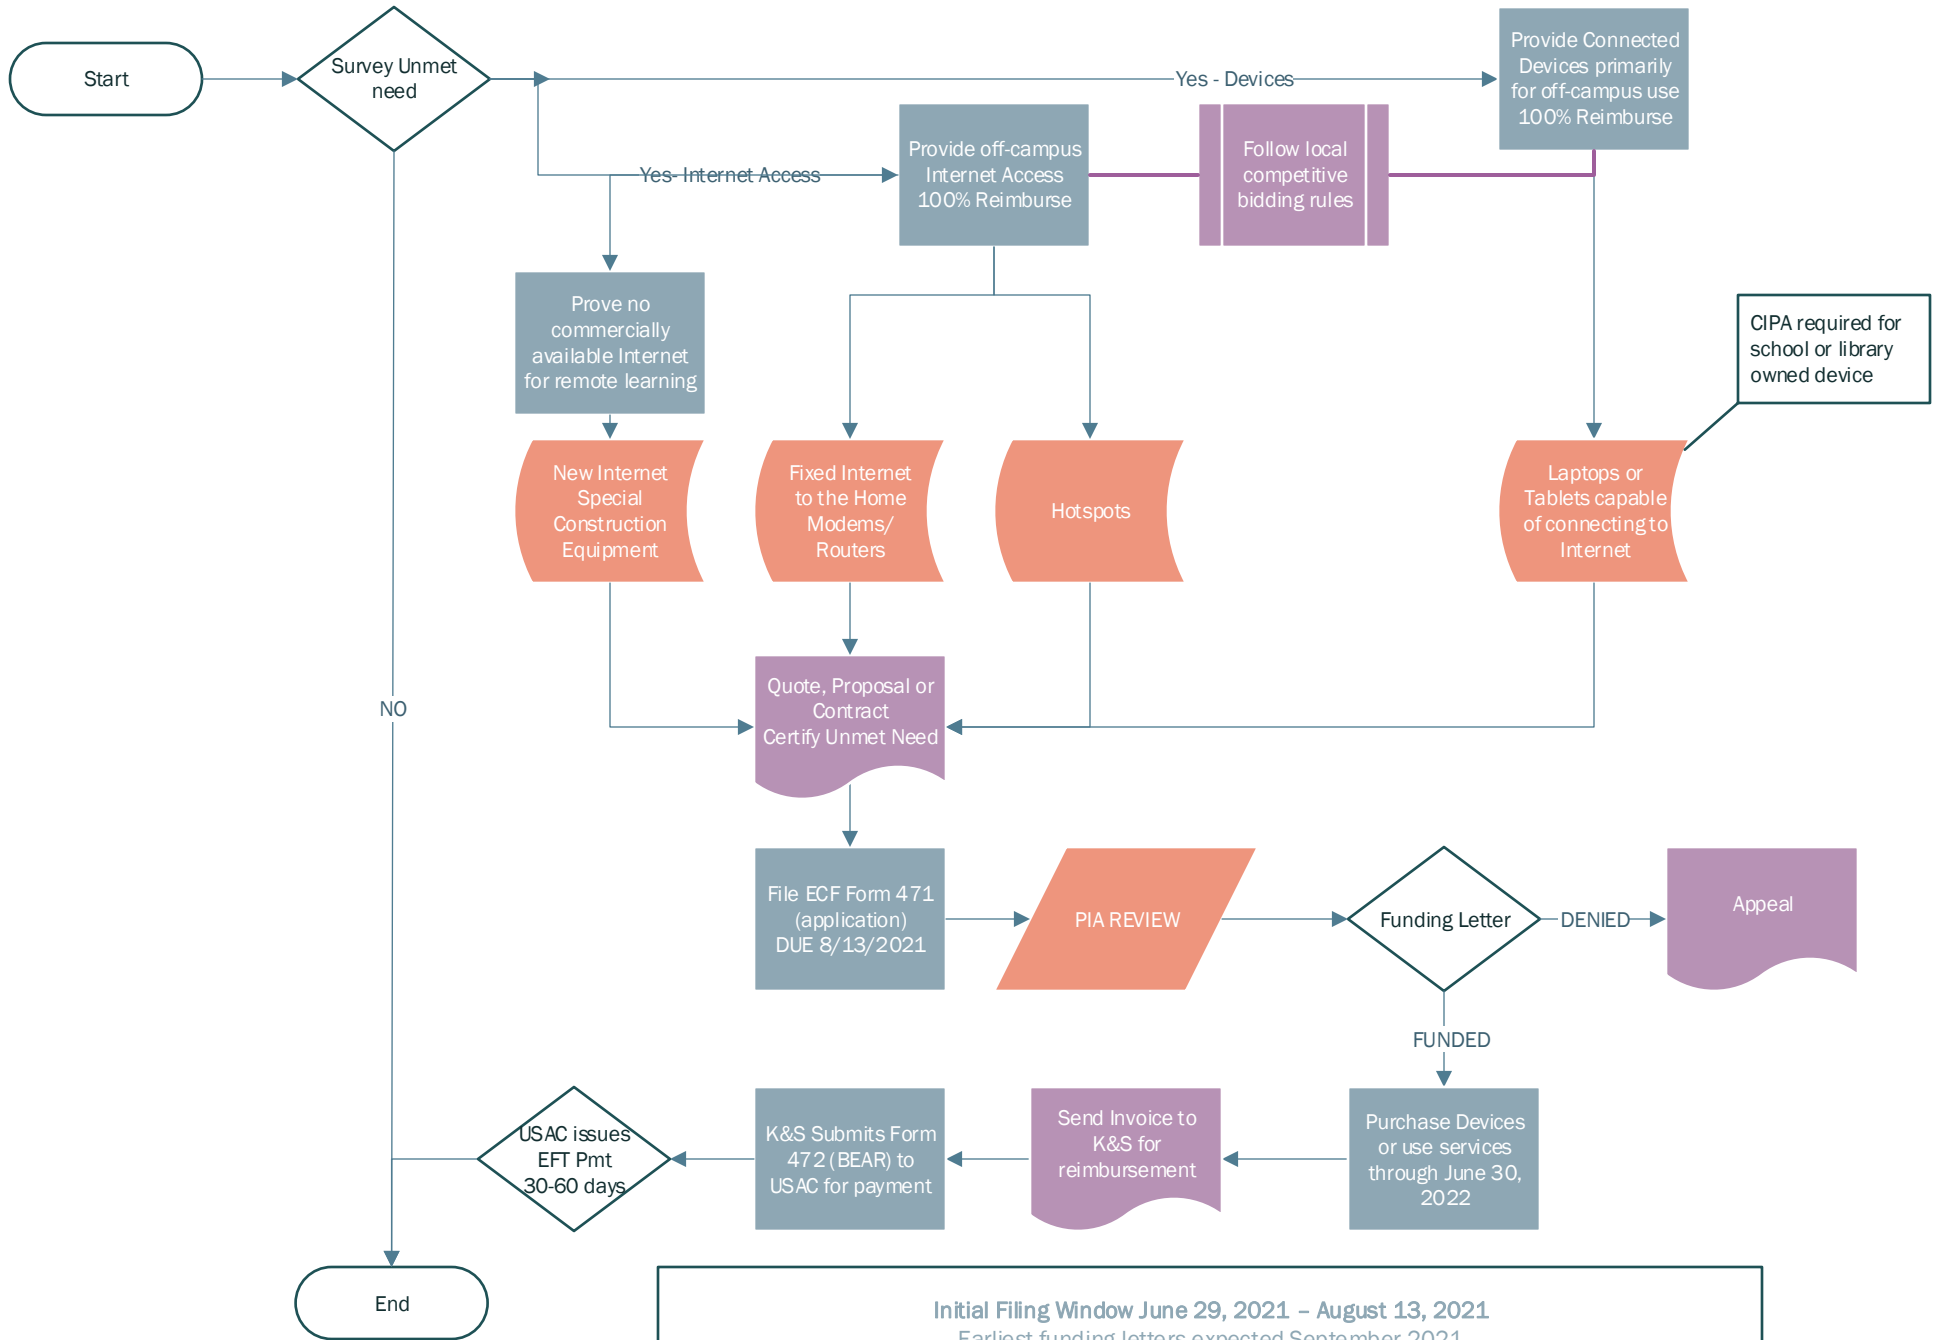 Start
Survey Unmet
need
Yes - Devices
Provide Connected
Devices primarily
for off-campus use
100% Reimburse
Yes- Internet Access
Provide off-campus
Internet Access
100% Reimburse
Follow local
competitive
bidding rules
Prove no
commercially
available Internet
for remote learning
CIPA required for
school or library
owned device
New Internet
Special
Construction
Equipment
Fixed Internet
to the Home
Modems/
Routers
Hotspots
Laptops or
Tablets capable
of connecting to
Internet
NO
Quote, Proposal or
Contract
Certify Unmet Need
File ECF Form 471
(application)
DUE 8/13/2021
PIA REVIEW
Funding Letter
DENIED
Appeal
FUNDED
USAC issues
EFT Pmt
30-60 days
K&S Submits Form
472 (BEAR) to
USAC for payment
Send Invoice to
K&S for
reimbursement
Purchase Devices
or use services
through June 30,
2022
End
Initial Filing Window June 29, 2021 – August 13, 2021
Earliest funding letters expected September 2021